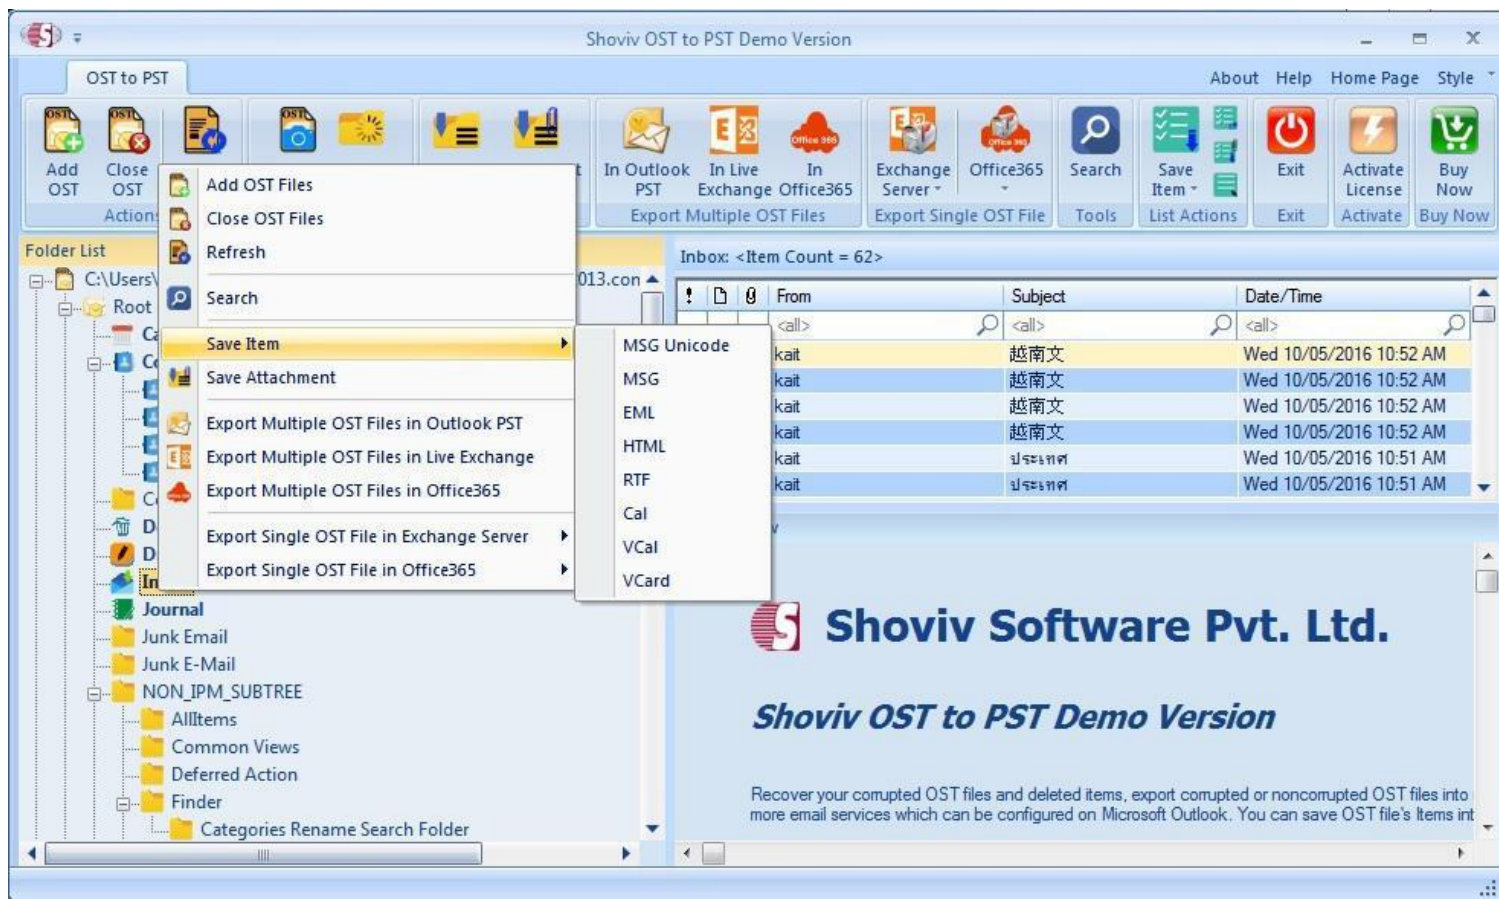 Shoviv OST to PST Demo Version
OST to PST
About Help Home Page Style
Add OST
Close OST
In Outlook PST
In Live Exchange
In Office365
Exchange Server
Office365
Search
Save Item
Exit
Activate License
Buy Now
Export Multiple OST Files
Export Single OST File
Tools
List Actions
Exit
Activate
Buy Now
Add OST Files
Close OST Files
Refresh
Search
Save Item
Save Attachment
Export Multiple OST Files in Outlook PST
Export Multiple OST Files in Live Exchange
Export Multiple OST Files in Office365
Export Single OST File in Exchange Server
Export Single OST File in Office365
MSG Unicode
MSG
EML
HTML
RTF
Cal
VCal
VCard
Folder List
C:\Users\
013.con
Root
Journal
Junk Email
Junk E-Mail
NON_IPM_SUBTREE
AllItems
Common Views
Deferred Action
Finder
Categories Rename Search Folder
Inbox: <Item Count = 62>
From Subject Date/Time
<all> <all> <all>
kait 越南文 Wed 10/05/2016 10:52 AM
kait 越南文 Wed 10/05/2016 10:52 AM
kait 越南文 Wed 10/05/2016 10:52 AM
kait 越南文 Wed 10/05/2016 10:52 AM
kait ประเทศ Wed 10/05/2016 10:51 AM
kait ประเทศ Wed 10/05/2016 10:51 AM
Shoviv Software Pvt. Ltd.
Shoviv OST to PST Demo Version
Recover your corrupted OST files and deleted items, export corrupted or noncorrupted OST files into
more email services which can be configured on Microsoft Outlook. You can save OST file's Items int